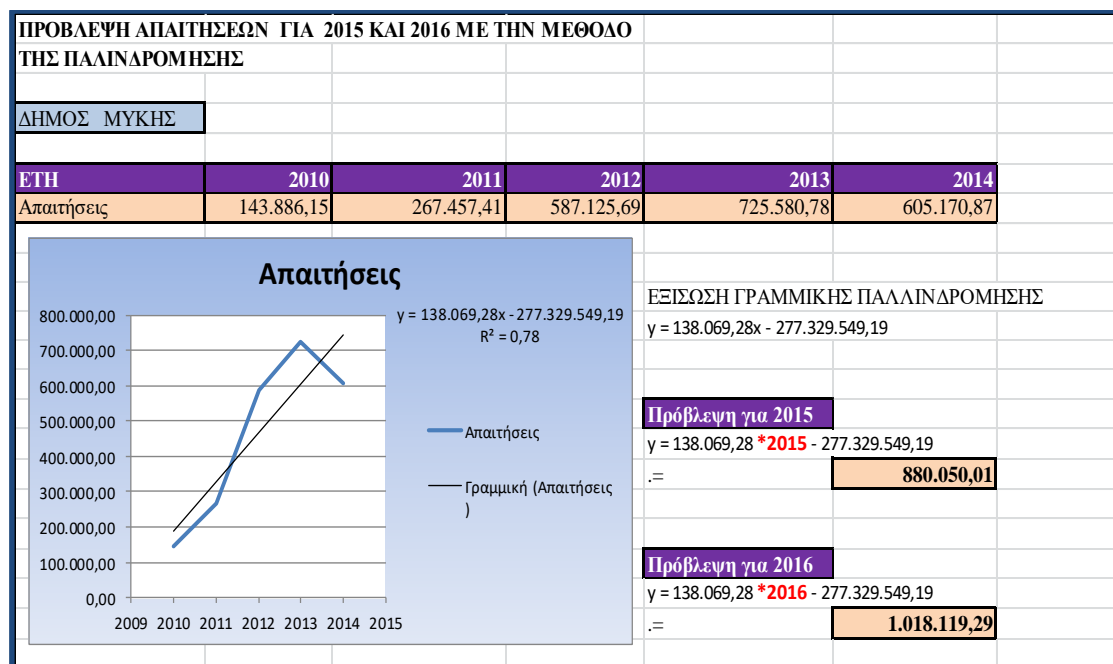 ΠΡΟΒΛΕΨΗ ΑΠΑΙΤΗΣΕΩΝ ΓΙΑ 2015 ΚΑΙ 2016 ΜΕ ΤΗΝ ΜΕΘΟΔΟ
ΤΗΣ ΠΑΛΙΝΔΡΟΜΗΣΗΣ
ΔΗΜΟΣ ΜΥΚΗΣ
ΕΤΗ 2010 2011 2012 2013 2014
Απαιτήσεις 143.886,15 267.457,41 587.125,69 725.580,78 605.170,87
Απαιτήσεις
y = 138.069,28x - 277.329.549,19
R² = 0,78
800.000,00
700.000,00
600.000,00
500.000,00
400.000,00
300.000,00
200.000,00
100.000,00
0,00
2009 2010 2011 2012 2013 2014 2015
Απαιτήσεις
Γραμμική (Απαιτήσεις
)
ΕΞΙΣΩΣΗ ΓΡΑΜΜΙΚΗΣ ΠΑΛΛΙΝΔΡΟΜΗΣΗΣ
y = 138.069,28x - 277.329.549,19
Πρόβλεψη για 2015
y = 138.069,28 *2015 - 277.329.549,19
.= 880.050,01
Πρόβλεψη για 2016
y = 138.069,28 *2016 - 277.329.549,19
.= 1.018.119,29